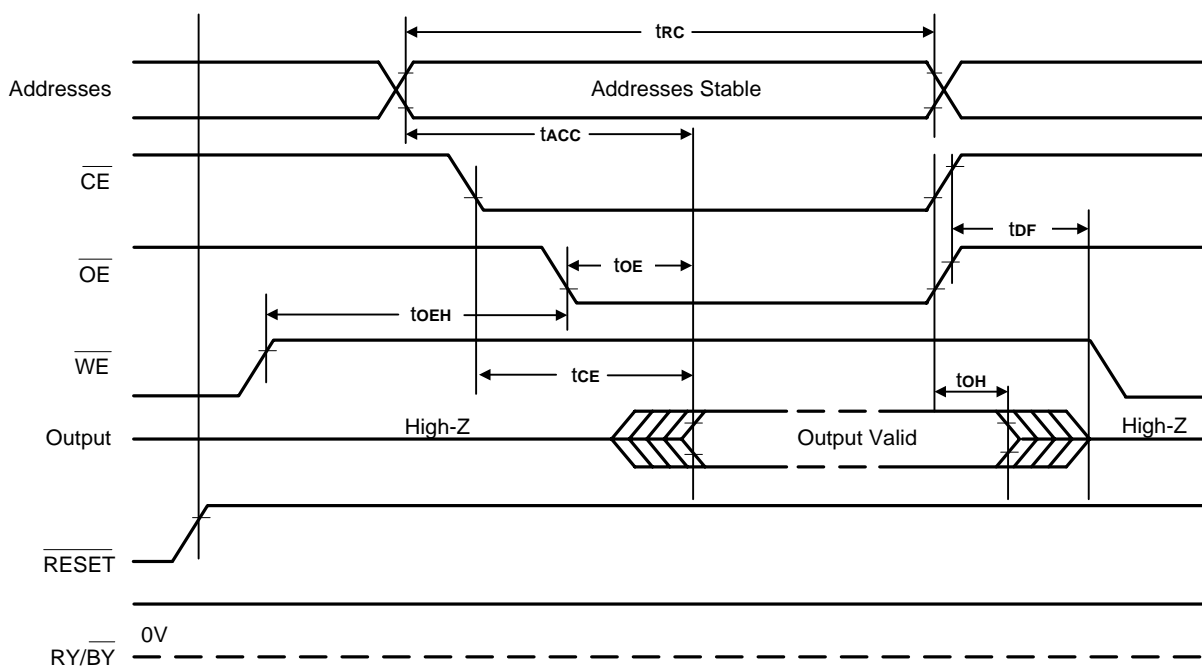 tRC
Addresses
Addresses Stable
tACC
CE
tDF
OE
tOE
tOEH
WE
tCE
tOH
High-Z
Output
Output Valid
High-Z
RESET
0V
RY/BY